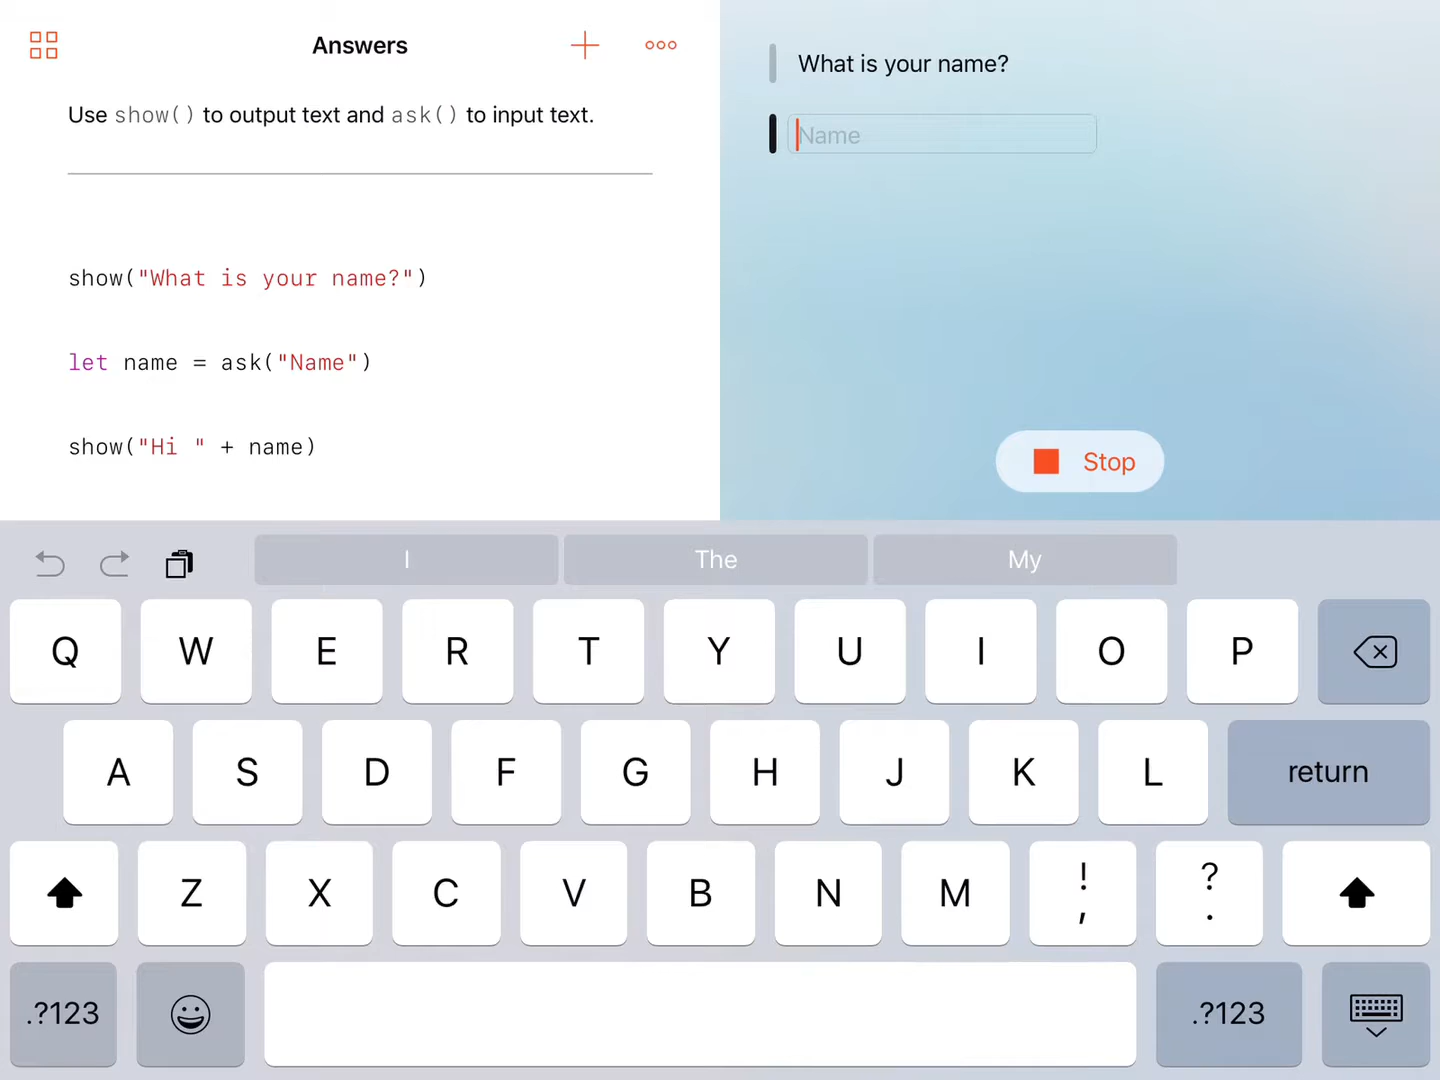 Answers
Use show() to output text and ask() to input text.
show("What is your name?")
let name = ask("Name")
show("Hi " + name)
What is your name?
Name
Stop
I The My
Q W E R T Y U I O P
A S D F G H J K L return
Z X C V B N M ! , ? .
.?123 .?123